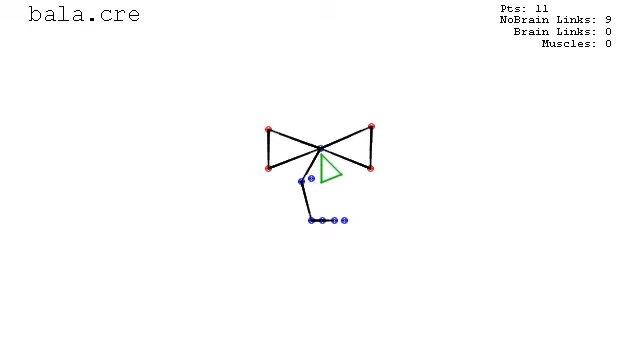 bala.cre
Pts: 11
NoBrain Links: 9
Brain Links: 0
Muscles: 0